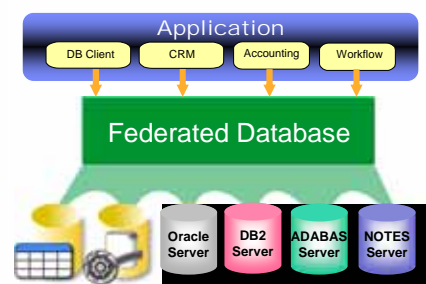 Application
DB Client CRM Accounting Workflow
Federated Database
Oracle Server
DB2 Server
ADABAS Server
NOTES Server